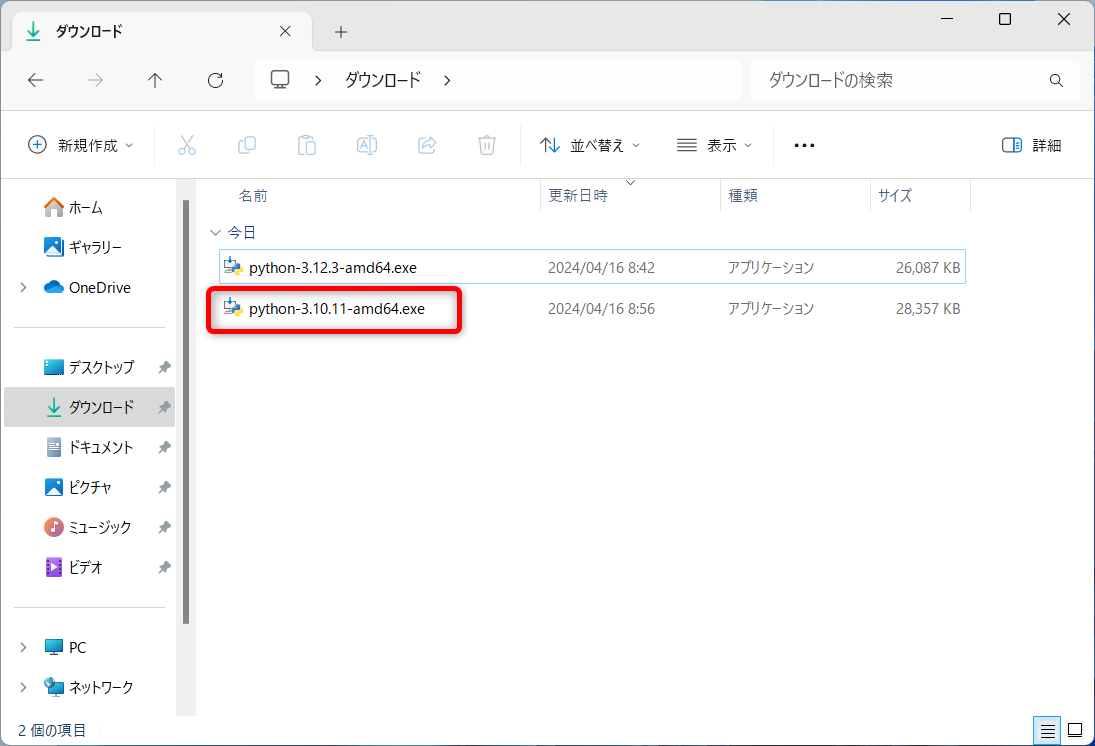 ダウンロード
ダウンロード
ダウンロードの検索
新規作成
並べ替え
表示
詳細
名前 更新日時 種類 サイズ
今日
python-3.12.3-amd64.exe 2024/04/16 8:42 アプリケーション 26,087 KB
python-3.10.11-amd64.exe 2024/04/16 8:56 アプリケーション 28,357 KB
ホーム
ギャラリー
OneDrive
デスクトップ
ダウンロード
ドキュメント
ピクチャ
ミュージック
ビデオ
PC
ネットワーク
2 個の項目